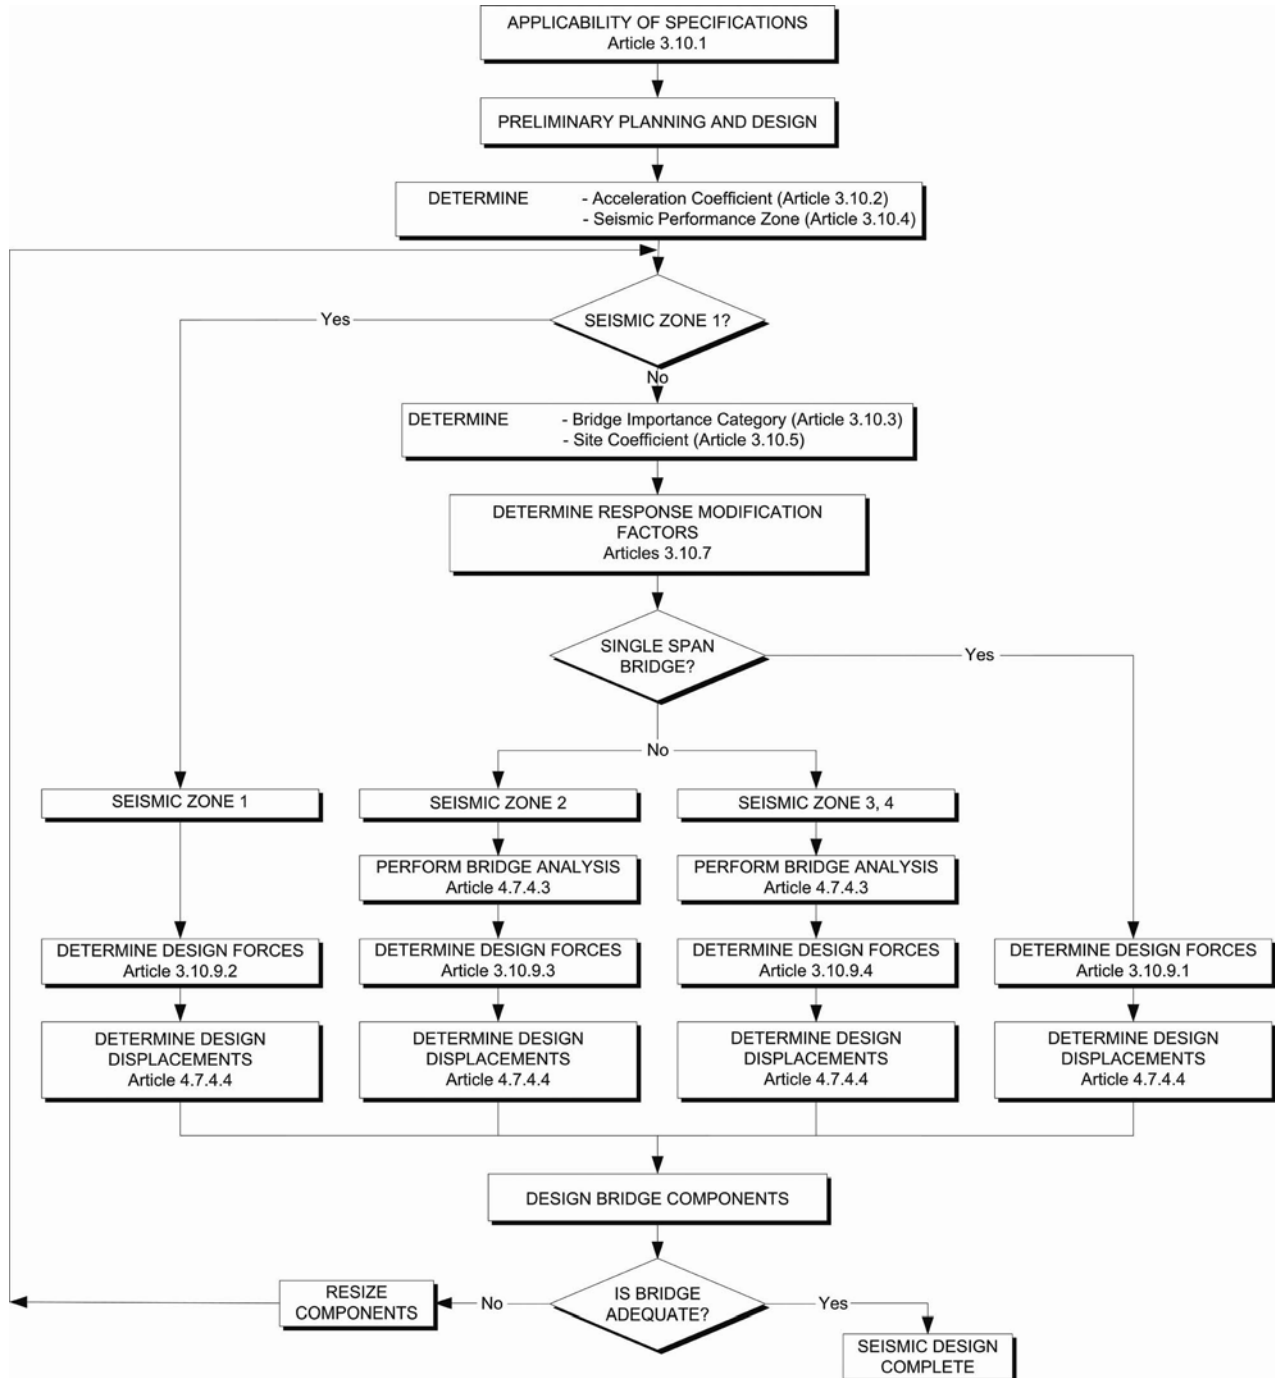 APPLICABILITY OF SPECIFICATIONS
Article 3.10.1
PRELIMINARY PLANNING AND DESIGN
DETERMINE - Acceleration Coefficient (Article 3.10.2)
- Seismic Performance Zone (Article 3.10.4)
SEISMIC ZONE 1?
Yes
No
DETERMINE - Bridge Importance Category (Article 3.10.3)
- Site Coefficient (Article 3.10.5)
DETERMINE RESPONSE MODIFICATION
FACTORS
Articles 3.10.7
SINGLE SPAN
BRIDGE?
Yes
No
SEISMIC ZONE 1
SEISMIC ZONE 2
SEISMIC ZONE 3, 4
PERFORM BRIDGE ANALYSIS
Article 4.7.4.3
PERFORM BRIDGE ANALYSIS
Article 4.7.4.3
DETERMINE DESIGN FORCES
Article 3.10.9.2
DETERMINE DESIGN FORCES
Article 3.10.9.3
DETERMINE DESIGN FORCES
Article 3.10.9.4
DETERMINE DESIGN FORCES
Article 3.10.9.1
DETERMINE DESIGN
DISPLACEMENTS
Article 4.7.4.4
DETERMINE DESIGN
DISPLACEMENTS
Article 4.7.4.4
DETERMINE DESIGN
DISPLACEMENTS
Article 4.7.4.4
DETERMINE DESIGN
DISPLACEMENTS
Article 4.7.4.4
DESIGN BRIDGE COMPONENTS
IS BRIDGE
ADEQUATE?
No
RESIZE
COMPONENTS
Yes
SEISMIC DESIGN
COMPLETE